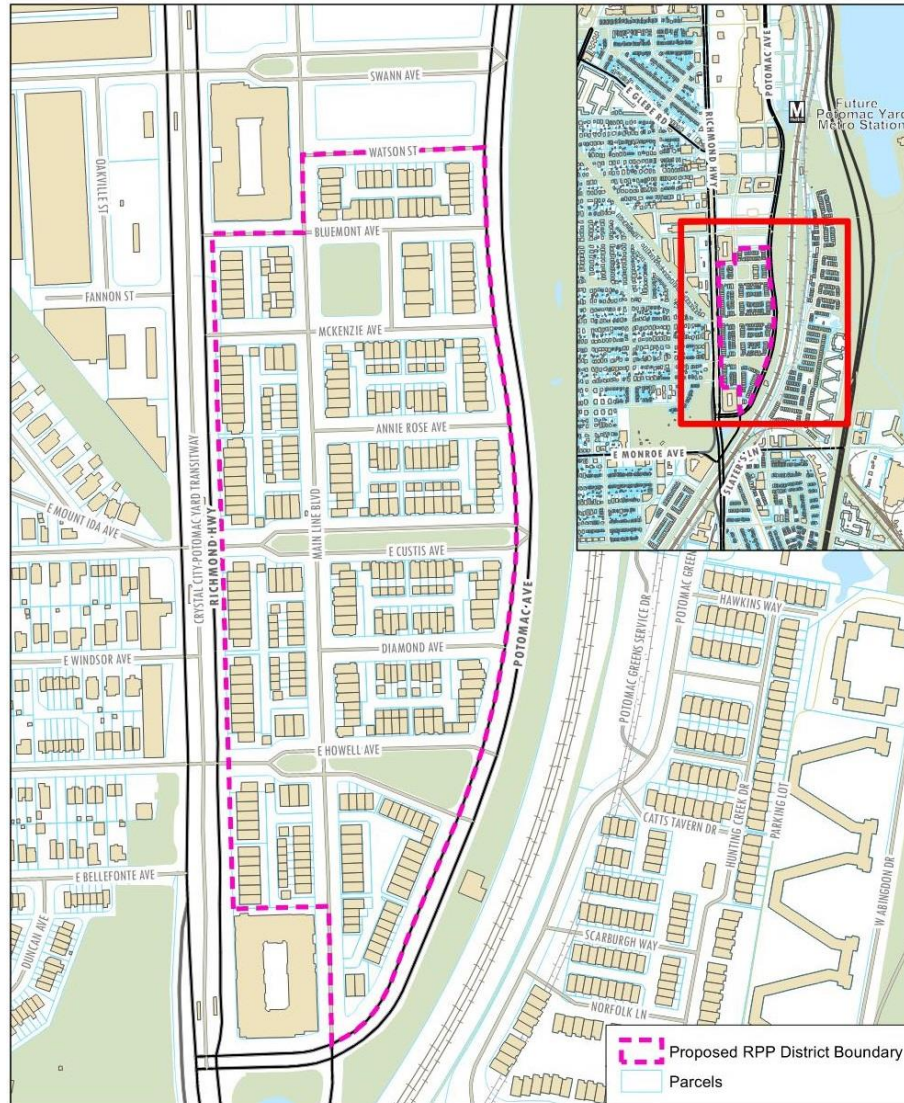 SWANN AVE
OAKVILLE ST
WATSON ST
BLUEMONT AVE
FANNON ST
MCKENZIE AVE
ANNIE ROSE AVE
E MOUNT IDA AVE
CRYSTAL CITY-POTOMAC YARD TRANSITWAY
RICHMOND HWY
MAIN LINE BLVD
E CUSTIS AVE
POTOMAC AVE
E WINDSOR AVE
DIAMOND AVE
E HOWELL AVE
E BELLEFONTE AVE
DUNCAN AVE
E GLEBE RD
RICHMOND HWY
POTOMAC AVE
M
Future
Potomac Yard
Metro Station
E MONROE AVE
SLATER'S LN
POTOMAC GREENS SERVICE DR
POTOMAC GREEN
HAWKINS WAY
CATTS TAVERN DR
HUNTING CREEK DR
PARKING LOT
W ABINGDON DR
SCARBURGH WAY
NORFOLK LN
Proposed RPP District Boundary
Parcels